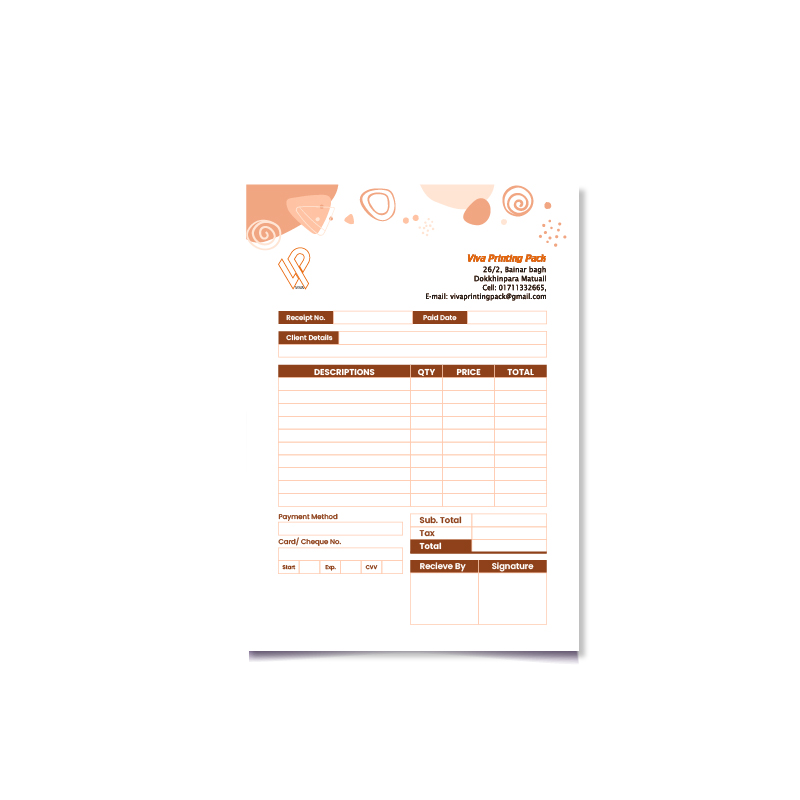 Viva Printing Pack
26/2, Bainar bagh
Dokkhinpara Matuail
Cell: 01711332665,
E-mail: vivaprintingpack@gmail.com
Receipt No. Paid Date
Client Details
DESCRIPTIONS QTY PRICE TOTAL
Payment Method
Card/ Cheque No.
Start Exp. CVV
Sub. Total
Tax
Total
Recieve By Signature